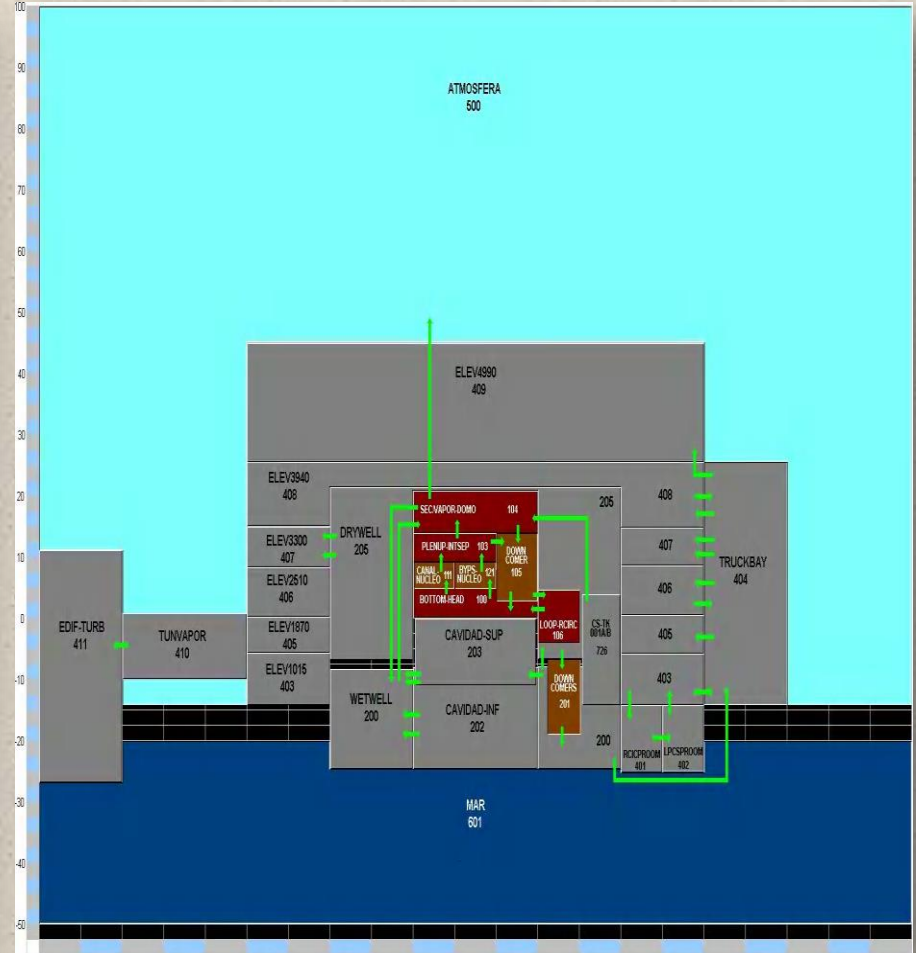 100
90
80
70
60
50
40
30
20
10
0
-10
-20
-30
-40
-50
ATMOSFERA
500
ELEV4990
409
ELEV3940
408
ELEV3300
407
ELEV2510
406
ELEV1870
405
ELEV1015
403
EDIF-TURB
411
TUNVAPOR
410
DRYWELL
205
WETWELL
200
SEC.VAPOR-DOMO 104
PLENUP-INTSEP 103
CANAL-
NUCLEO 111
BYPS-
NUCLEO 121
DOWN
COMER
105
BOTTOM-HEAD 100
CAVIDAD-SUP
203
CAVIDAD-INF
202
LOOP-RCIRC
106
DOWN
COMERS
201
205
CS-TK
001A/B
726
200
408
407
406
405
403
RCICPROOM
401
LPCSPROOM
402
TRUCKBAY
404
MAR
601